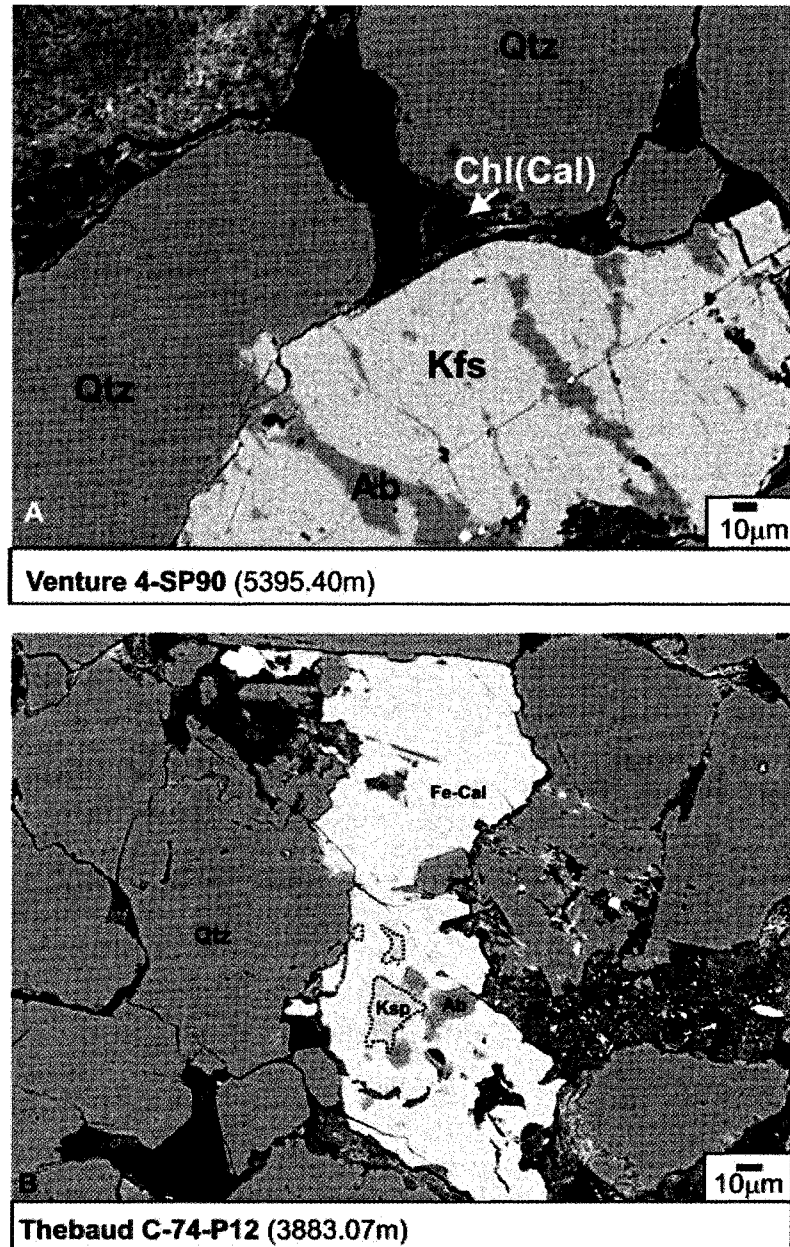 Qtz
Chl(Cal)
Qtz
Kfs
Ab
A
10µm
Venture 4-SP90 (5395.40m)
Fe-Cal
Qtz
Ksp
Ab
B
10µm
Thebaud C-74-P12 (3883.07m)